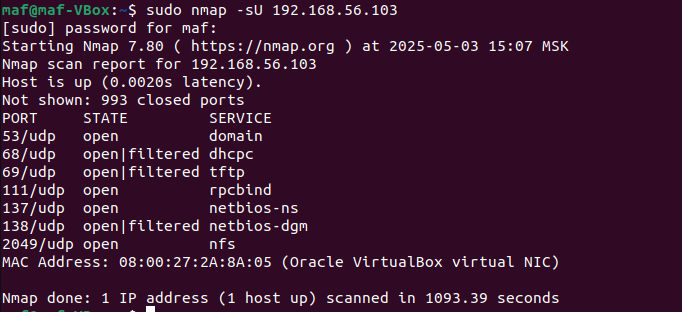 maf@maf-VBox:~$ sudo nmap -sU 192.168.56.103
[sudo] password for maf:
Starting Nmap 7.80 ( https://nmap.org ) at 2025-05-03 15:07 MSK
Nmap scan report for 192.168.56.103
Host is up (0.0020s latency).
Not shown: 993 closed ports
PORT     STATE         SERVICE
53/udp   open          domain
68/udp   open|filtered dhcpc
69/udp   open|filtered tftp
111/udp  open          rpcbind
137/udp  open          netbios-ns
138/udp  open|filtered netbios-dgm
2049/udp open          nfs
MAC Address: 08:00:27:2A:8A:05 (Oracle VirtualBox virtual NIC)

Nmap done: 1 IP address (1 host up) scanned in 1093.39 seconds